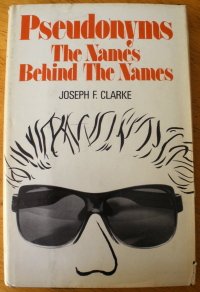 Pseudonyms
The Names
Behind The Names
JOSEPH F. CLARKE